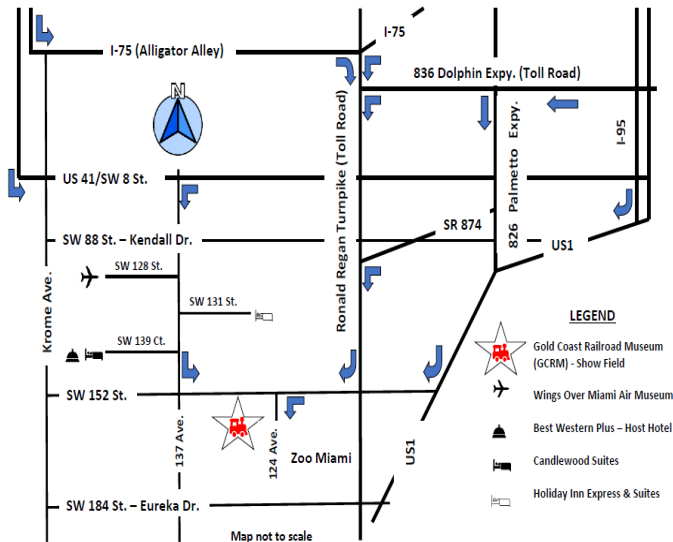 I-75
I-75 (Alligator Alley)
836 Dolphin Expy. (Toll Road)
N
Ronald Regan Turnpike (Toll Road)
826 Palmetto Expy.
I-95
US 41/SW 8 St.
SR 874
SW 88 St. – Kendall Dr.
US1
SW 128 St.
Krome Ave.
SW 131 St.
SW 139 Ct.
SW 152 St.
137 Ave.
124 Ave.
Zoo Miami
US1
SW 184 St. – Eureka Dr.
Map not to scale
LEGEND
Gold Coast Railroad Museum
(GCRM) - Show Field
Wings Over Miami Air Museum
Best Western Plus – Host Hotel
Candlewood Suites
Holiday Inn Express & Suites